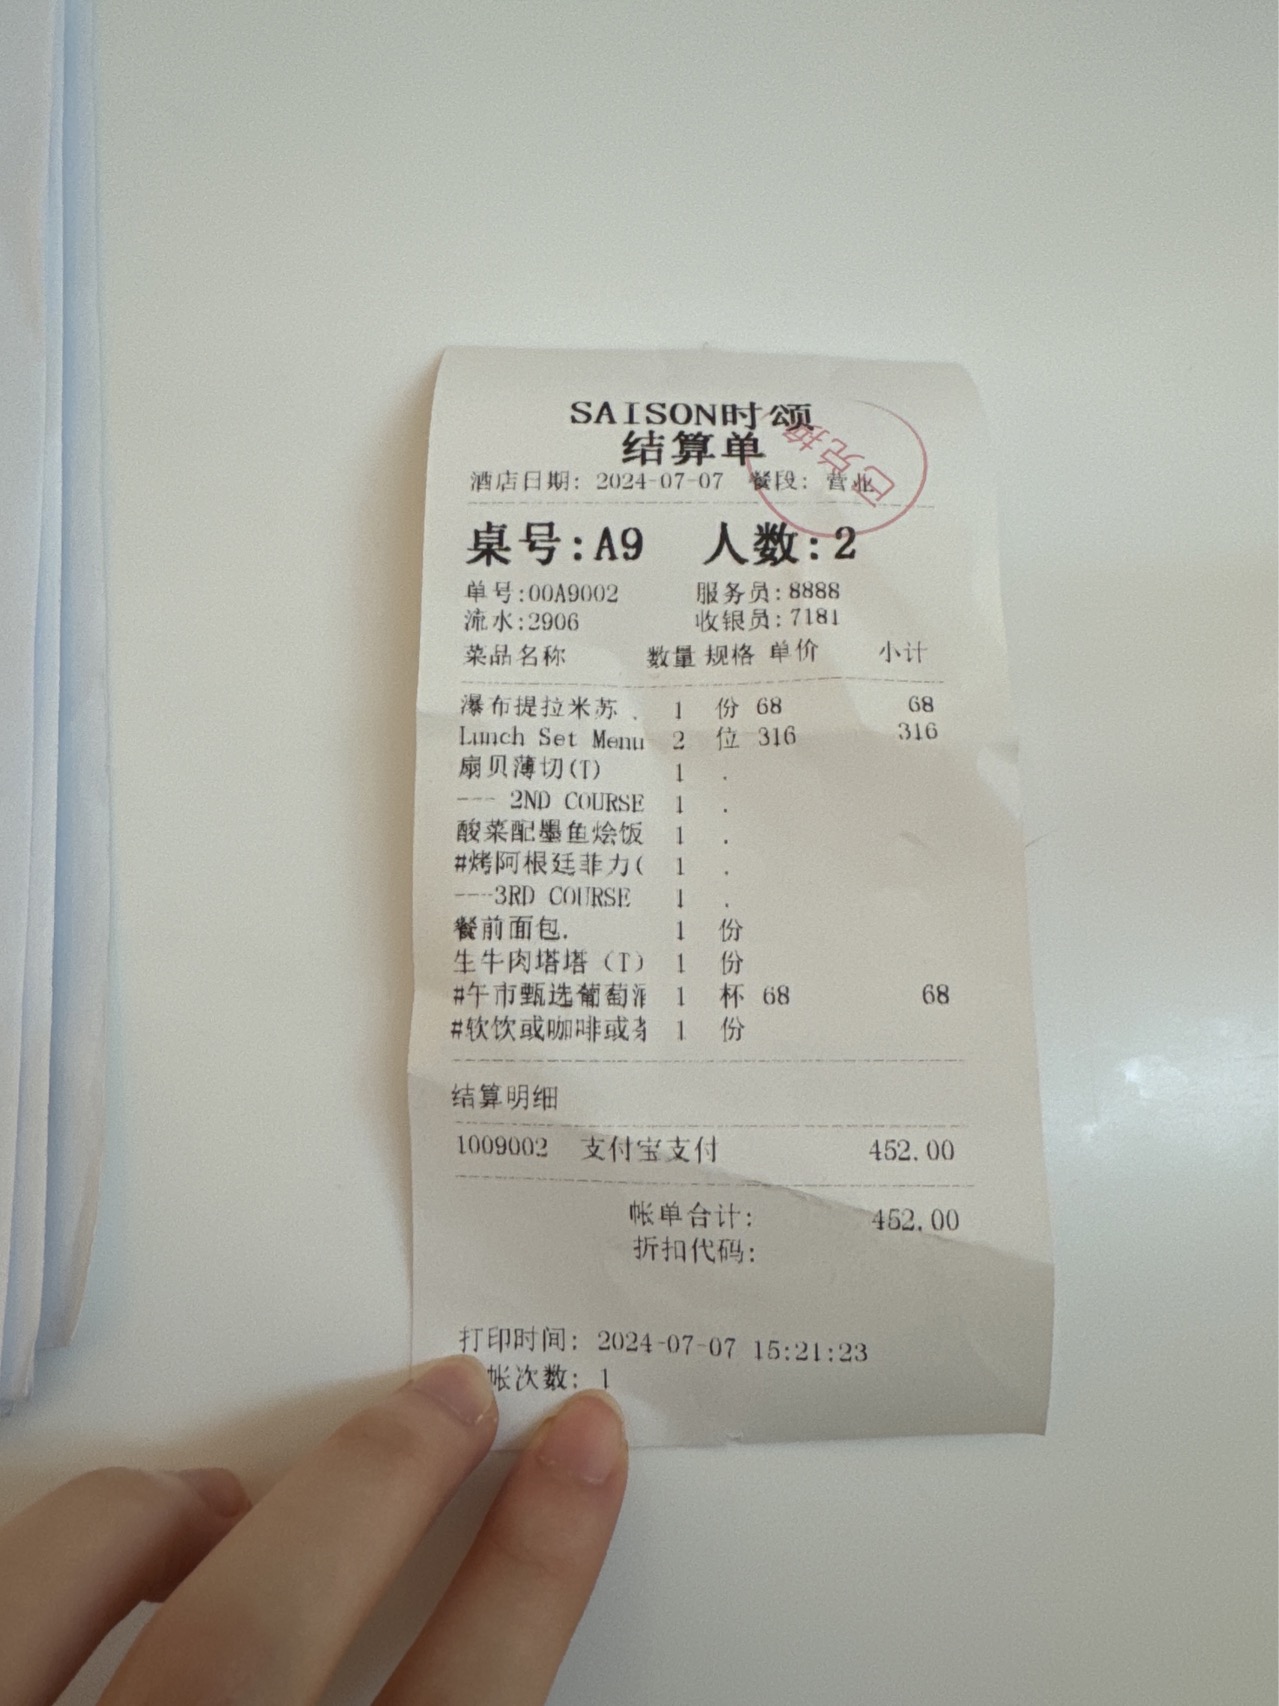 SAISON时颂
结算单
已兑换
酒店日期: 2024-07-07 餐段: 营业
桌号:A9 人数:2
单号:00A9002 服务员:8888
流水:2906 收银员:7181
菜品名称 数量 规格 单价 小计
瀑布提拉米苏 . 1 份 68 68
Lunch Set Menu 2 位 316 316
扇贝薄切(T) 1 .
--- 2ND COURSE 1 .
酸菜配墨鱼烩饭 1 .
#烤阿根廷菲力( 1 .
---3RD COURSE 1 .
餐前面包. 1 份
生牛肉塔塔 (T) 1 份
#午市甄选葡萄酒 1 杯 68 68
#软饮或咖啡或茶 1 份
结算明细
1009002 支付宝支付 452.00
帐单合计: 452.00
折扣代码:
打印时间: 2024-07-07 15:21:23
帐次数: 1